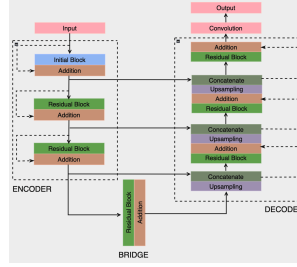 Input
Initial Block
Addition
Residual Block
Addition
Residual Block
Addition
ENCODER
Residual Block
Addition
BRIDGE
Output
Convolution
Addition
Residual Block
Concatenate
Upsampling
Addition
Residual Block
Concatenate
Upsampling
Addition
Residual Block
Concatenate
Upsampling
DECODE